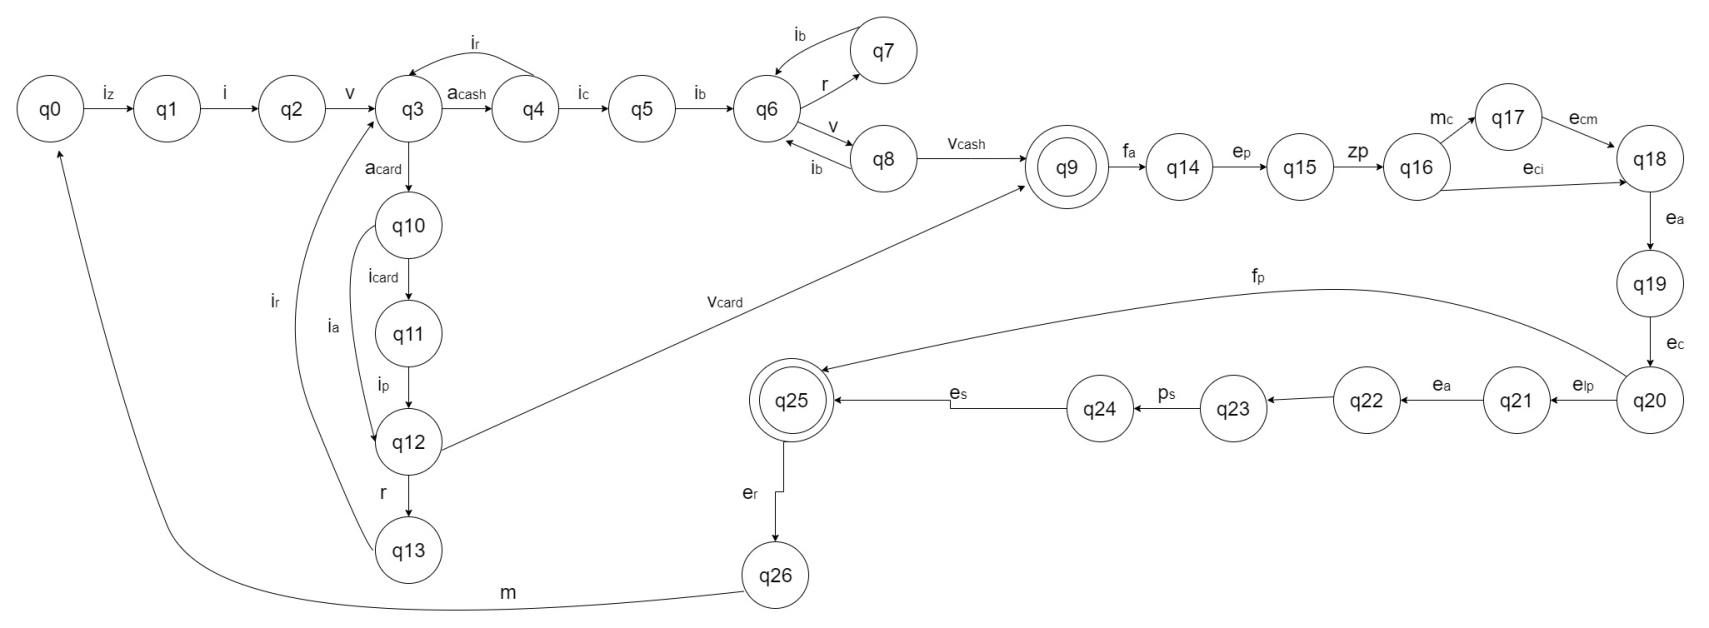 q0
iz
q1
i
q2
v
q3
acash
ir
q4
ic
q5
ib
q6
ib
r
q7
v
ib
q8
vcash
q9
fa
q14
ep
q15
zp
q16
mc
q17
ecm
eci
q18
ea
q19
ec
q20
acard
q10
icard
ia
q11
ip
q12
r
q13
ir
vcard
fp
elp
q21
ea
q22
q23
ps
q24
es
q25
er
q26
m